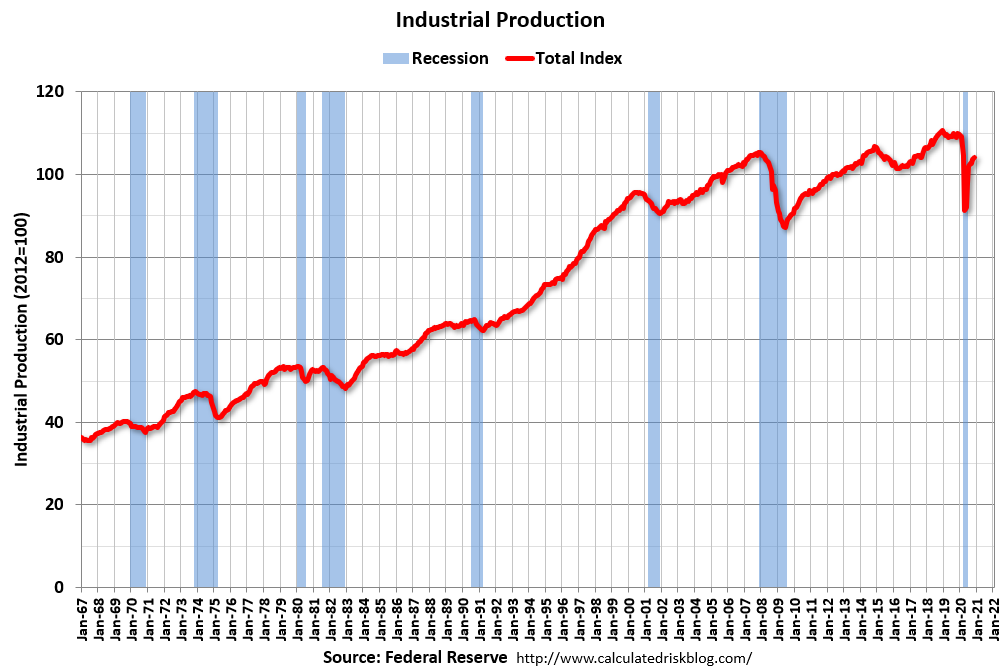 Industrial Production
Recession Total Index
Industrial Production (2012=100)
120
100
80
60
40
20
0
Jan-67 Jan-68 Jan-69 Jan-70 Jan-71 Jan-72 Jan-73 Jan-74 Jan-75 Jan-76 Jan-77 Jan-78 Jan-79 Jan-80 Jan-81 Jan-82 Jan-83 Jan-84 Jan-85 Jan-86 Jan-87 Jan-88 Jan-89 Jan-90 Jan-91 Jan-92 Jan-93 Jan-94 Jan-95 Jan-96 Jan-97 Jan-98 Jan-99 Jan-00 Jan-01 Jan-02 Jan-03 Jan-04 Jan-05 Jan-06 Jan-07 Jan-08 Jan-09 Jan-10 Jan-11 Jan-12 Jan-13 Jan-14 Jan-15 Jan-16 Jan-17 Jan-18 Jan-19 Jan-20 Jan-21 Jan-22
Source: Federal Reserve http://www.calculatedriskblog.com/